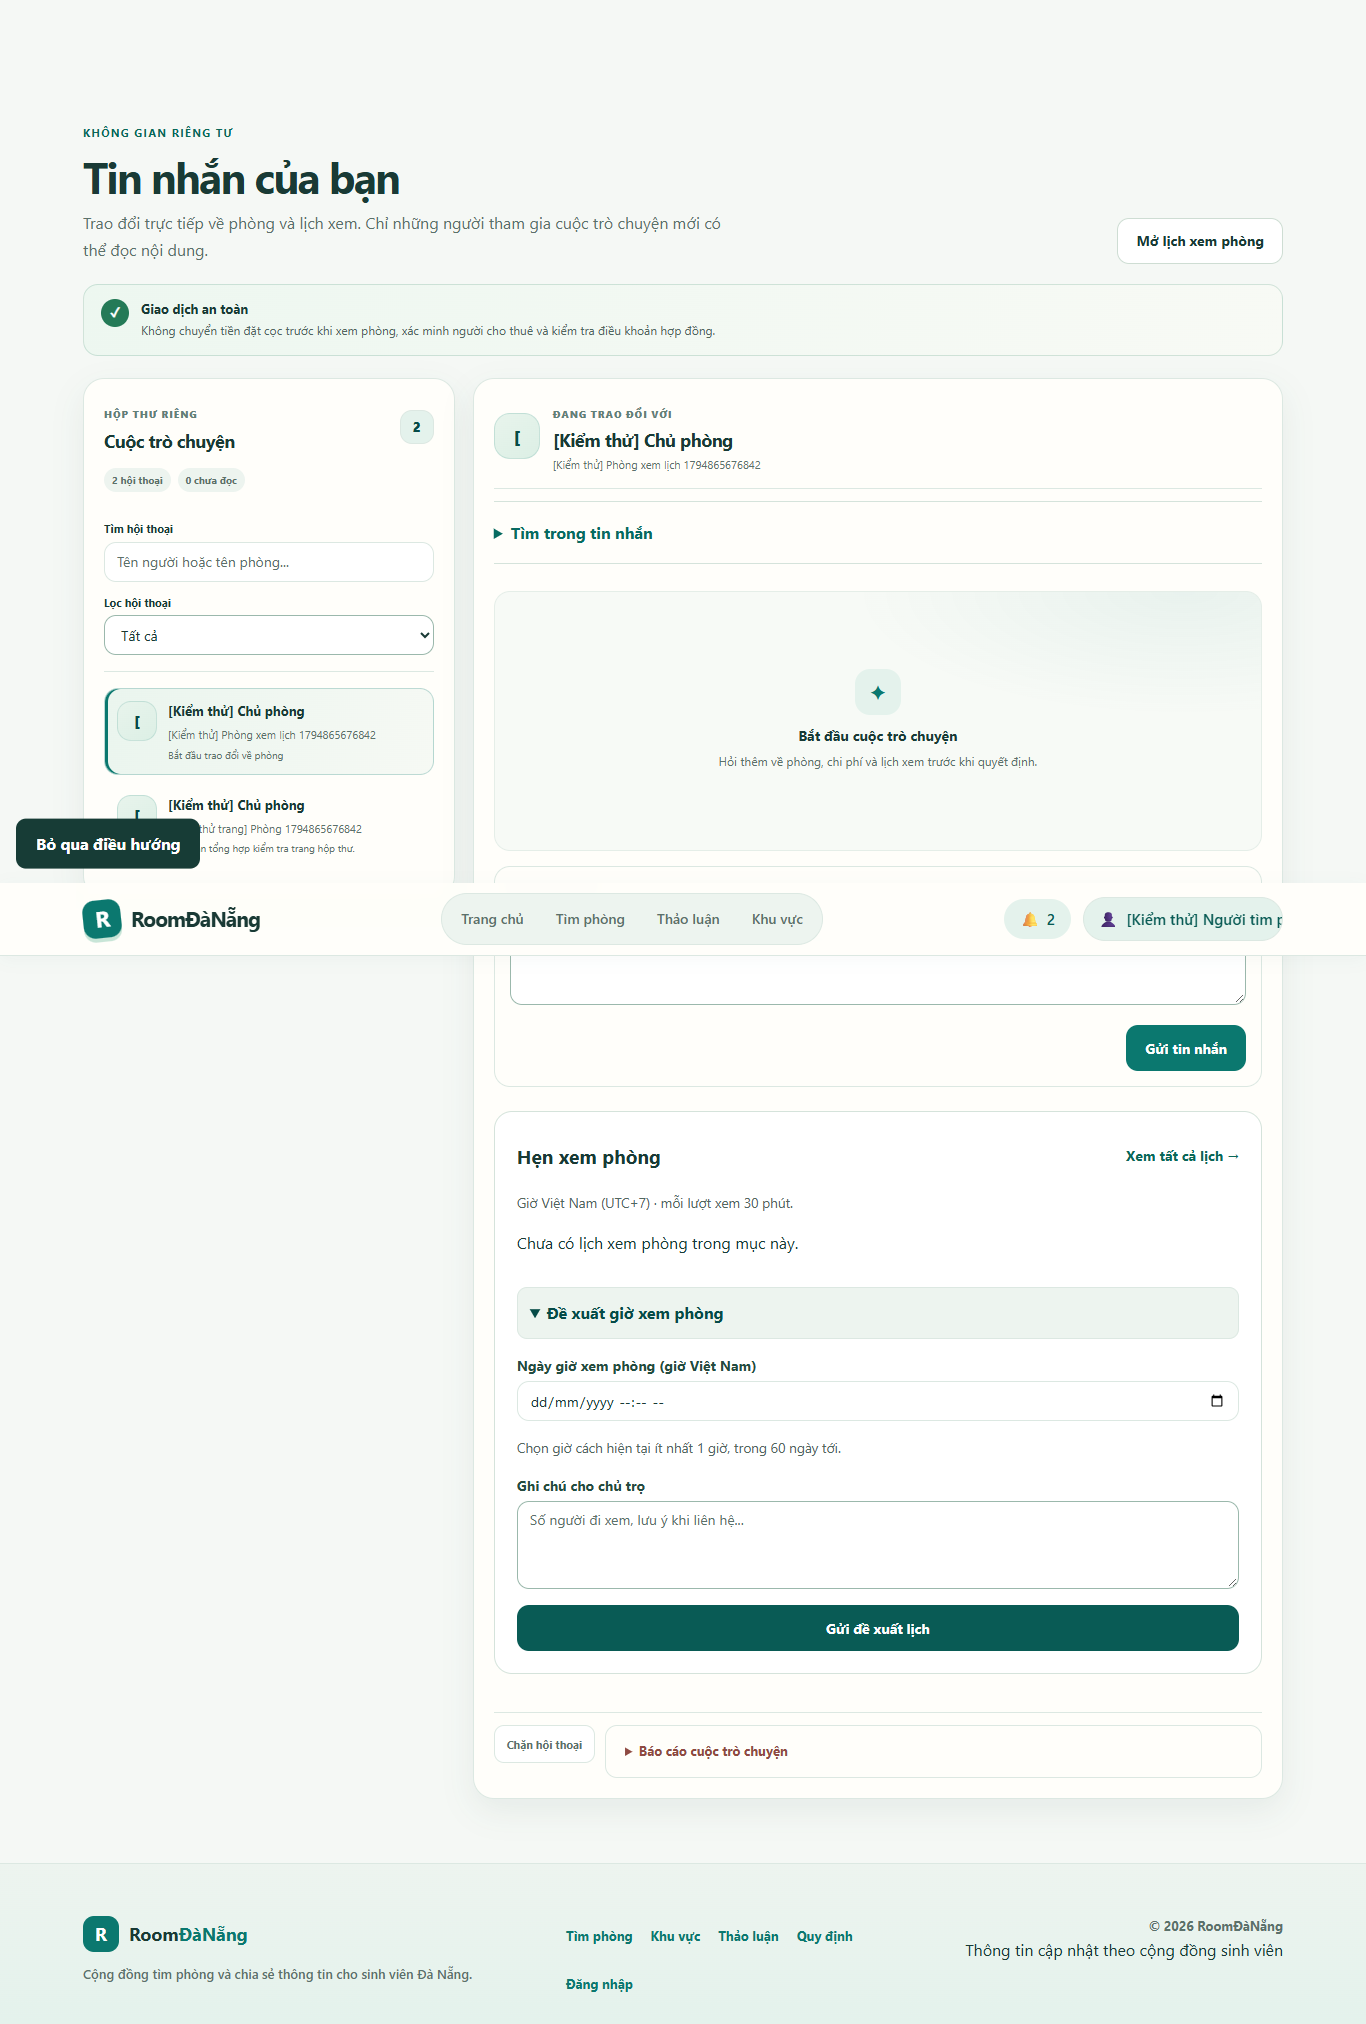 KHÔNG GIAN RIÊNG TƯ
Tin nhắn của bạn
Trao đổi trực tiếp về phòng và lịch xem. Chỉ những người tham gia cuộc trò chuyện mới có
thể đọc nội dung.
Mở lịch xem phòng
Giao dịch an toàn
Không chuyển tiền đặt cọc trước khi xem phòng, xác minh người cho thuê và kiểm tra điều khoản hợp đồng.
HỘP THƯ RIÊNG
Cuộc trò chuyện
2
2 hội thoại
0 chưa đọc
Tìm hội thoại
Tên người hoặc tên phòng...
Lọc hội thoại
Tất cả
[
[Kiểm thử] Chủ phòng
[Kiểm thử] Phòng xem lịch 1794865676842
Bắt đầu trao đổi về phòng
[
[Kiểm thử] Chủ phòng
thử trang] Phòng 1794865676842
n tổng hợp kiểm tra trang hộp thư.
ĐANG TRAO ĐỔI VỚI
[
[Kiểm thử] Chủ phòng
[Kiểm thử] Phòng xem lịch 1794865676842
Tìm trong tin nhắn
Bắt đầu cuộc trò chuyện
Hỏi thêm về phòng, chi phí và lịch xem trước khi quyết định.
Bỏ qua điều hướng
R RoomĐàNẵng
Trang chủ
Tìm phòng
Thảo luận
Khu vực
2
[Kiểm thử] Người tìm p
Gửi tin nhắn
Hẹn xem phòng
Xem tất cả lịch →
Giờ Việt Nam (UTC+7) · mỗi lượt xem 30 phút.
Chưa có lịch xem phòng trong mục này.
Đề xuất giờ xem phòng
Ngày giờ xem phòng (giờ Việt Nam)
dd/mm/yyyy --:-- --
Chọn giờ cách hiện tại ít nhất 1 giờ, trong 60 ngày tới.
Ghi chú cho chủ trọ
Số người đi xem, lưu ý khi liên hệ...
Gửi đề xuất lịch
Chặn hội thoại
Báo cáo cuộc trò chuyện
R RoomĐàNẵng
Cộng đồng tìm phòng và chia sẻ thông tin cho sinh viên Đà Nẵng.
Tìm phòng
Khu vực
Thảo luận
Quy định
Đăng nhập
© 2026 RoomĐàNẵng
Thông tin cập nhật theo cộng đồng sinh viên